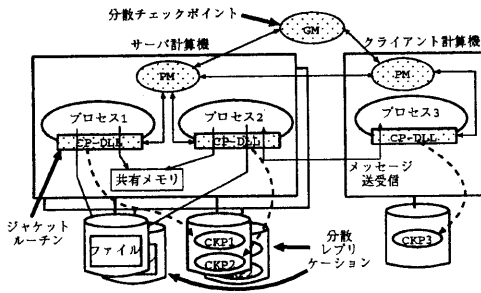 分散チェックポイント
GM
サーバ計算機
クライアント計算機
PM
PM
プロセス1
プロセス2
プロセス3
CP-DLL
CP-DLL
CP-DLL
共有メモリ
メッセージ
送受信
ジャケット
ルーチン
ファイル
CKP1
CKP2
分散
レプリ
ケーション
CKP3